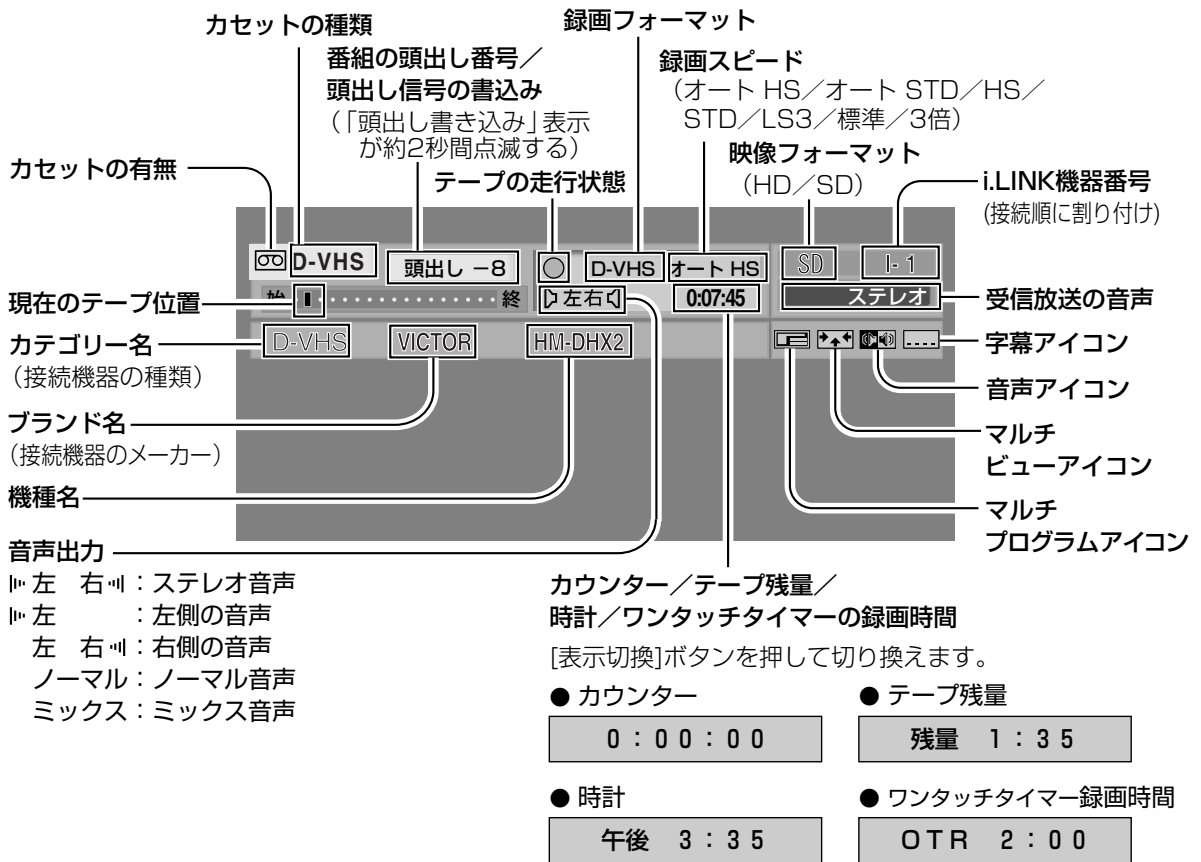 カセットの種類
録画フォーマット
番組の頭出し番号／
頭出し信号の書込み
（「頭出し書き込み」表示
が約2秒間点滅する）
録画スピード
（オート HS／オート STD／HS／
STD／LS3／標準／3倍）
映像フォーマット
（HD／SD）
カセットの有無
テープの走行状態
i.LINK機器番号
(接続順に割り付け)
D-VHS 頭出し －8 D-VHS オート HS SD I-1
現在のテープ位置
始 終 左右 0:07:45 ステレオ
受信放送の音声
カテゴリー名
（接続機器の種類）
D-VHS VICTOR HM-DHX2
字幕アイコン
音声アイコン
ブランド名
（接続機器のメーカー）
マルチ
ビューアイコン
機種名
マルチ
プログラムアイコン
音声出力
左 右：ステレオ音声
左 ：左側の音声
左 右：右側の音声
ノーマル：ノーマル音声
ミックス：ミックス音声
カウンター／テープ残量／
時計／ワンタッチタイマーの録画時間
[表示切換]ボタンを押して切り換えます。
● カウンター
0：00：00
● テープ残量
残量 1：35
● 時計
午後 3：35
● ワンタッチタイマー録画時間
OTR 2：00